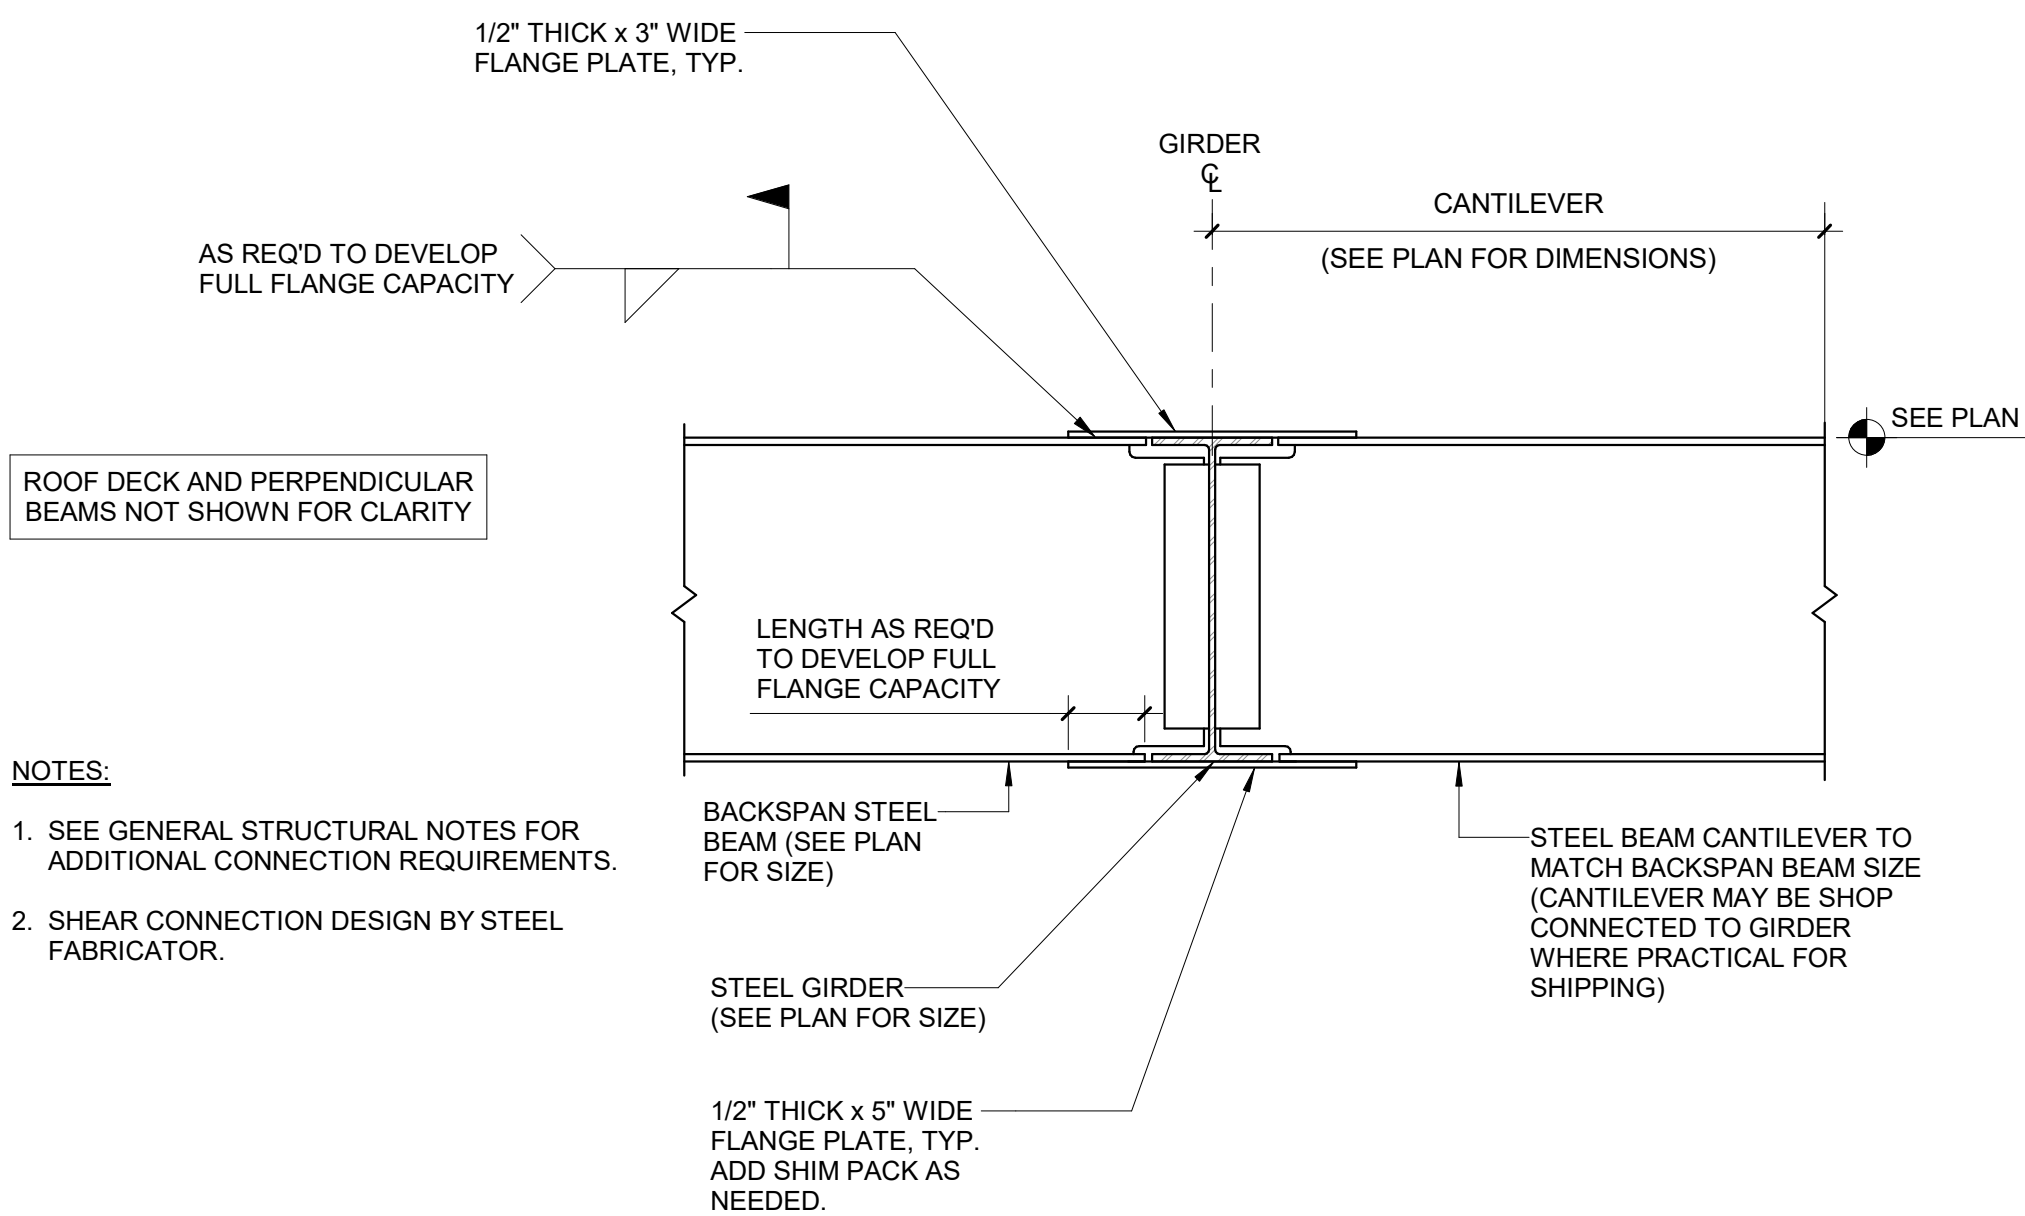 1/2" THICK x 3" WIDE
FLANGE PLATE, TYP.
GIRDER
℄
CANTILEVER
(SEE PLAN FOR DIMENSIONS)
AS REQ'D TO DEVELOP
FULL FLANGE CAPACITY
SEE PLAN
ROOF DECK AND PERPENDICULAR
BEAMS NOT SHOWN FOR CLARITY
LENGTH AS REQ'D
TO DEVELOP FULL
FLANGE CAPACITY
NOTES:
1. SEE GENERAL STRUCTURAL NOTES FOR
ADDITIONAL CONNECTION REQUIREMENTS.
2. SHEAR CONNECTION DESIGN BY STEEL
FABRICATOR.
BACKSPAN STEEL
BEAM (SEE PLAN
FOR SIZE)
STEEL BEAM CANTILEVER TO
MATCH BACKSPAN BEAM SIZE
(CANTILEVER MAY BE SHOP
CONNECTED TO GIRDER
WHERE PRACTICAL FOR
SHIPPING)
STEEL GIRDER
(SEE PLAN FOR SIZE)
1/2" THICK x 5" WIDE
FLANGE PLATE, TYP.
ADD SHIM PACK AS
NEEDED.